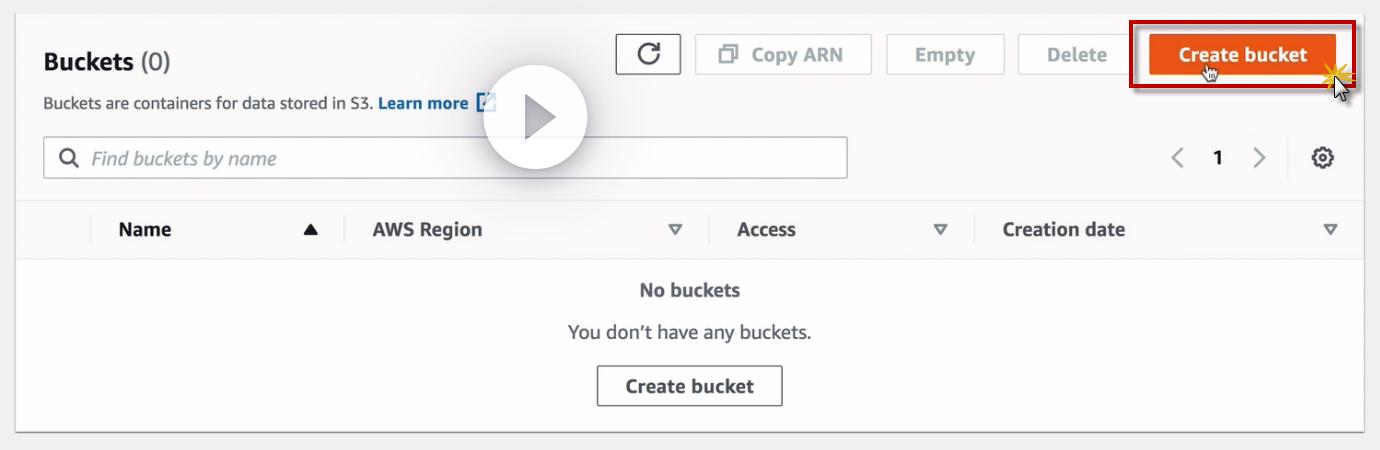 Buckets (0)
Copy ARN
Empty
Delete
Create bucket
Buckets are containers for data stored in S3. Learn more
Find buckets by name
1
Name
AWS Region
Access
Creation date
No buckets
You don't have any buckets.
Create bucket